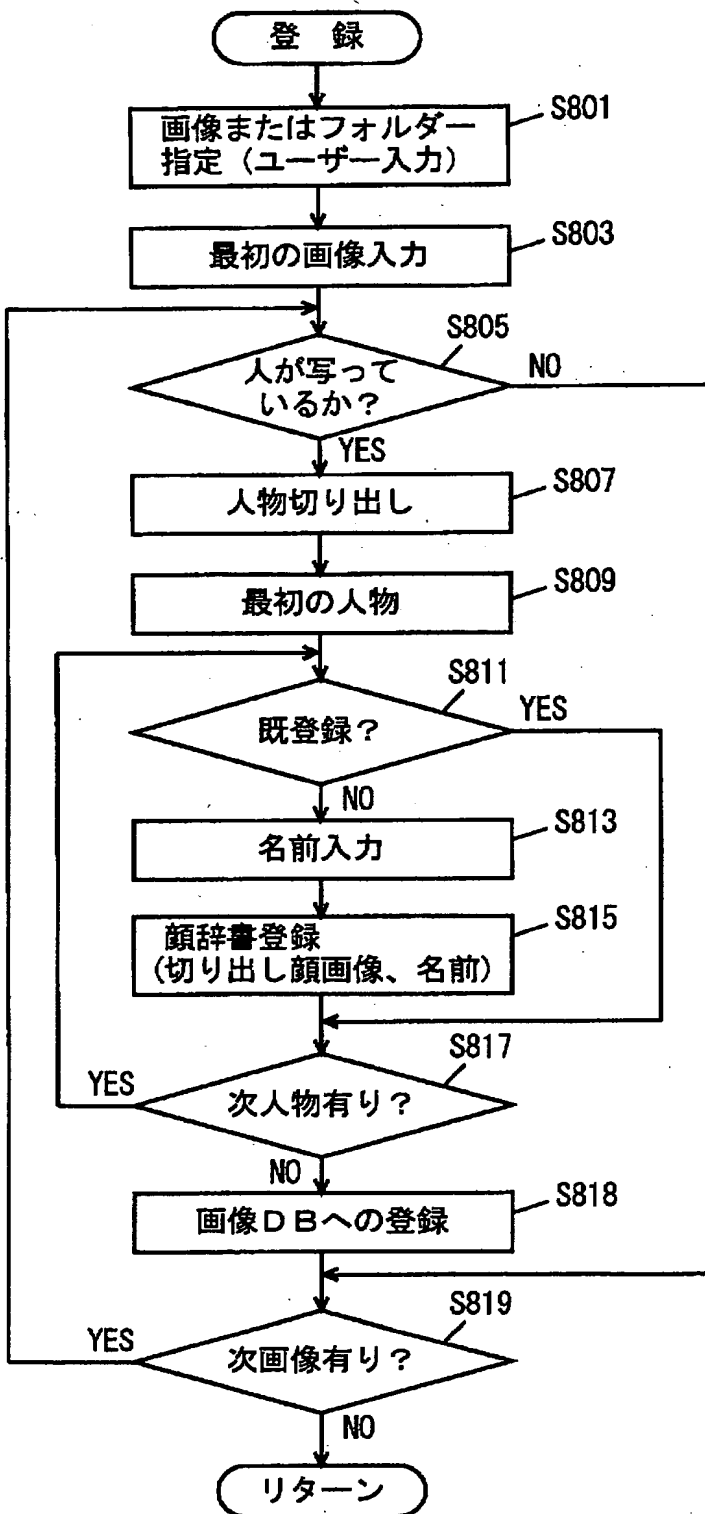 登 録
画像またはフォルダー
指定（ユーザー入力）
S801
最初の画像入力
S803
人が写って
いるか？
S805
NO
YES
人物切り出し
S807
最初の人物
S809
既登録？
S811
YES
NO
名前入力
S813
顔辞書登録
（切り出し顔画像、名前）
S815
次人物有り？
S817
YES
NO
画像ＤＢへの登録
S818
次画像有り？
S819
YES
NO
リターン